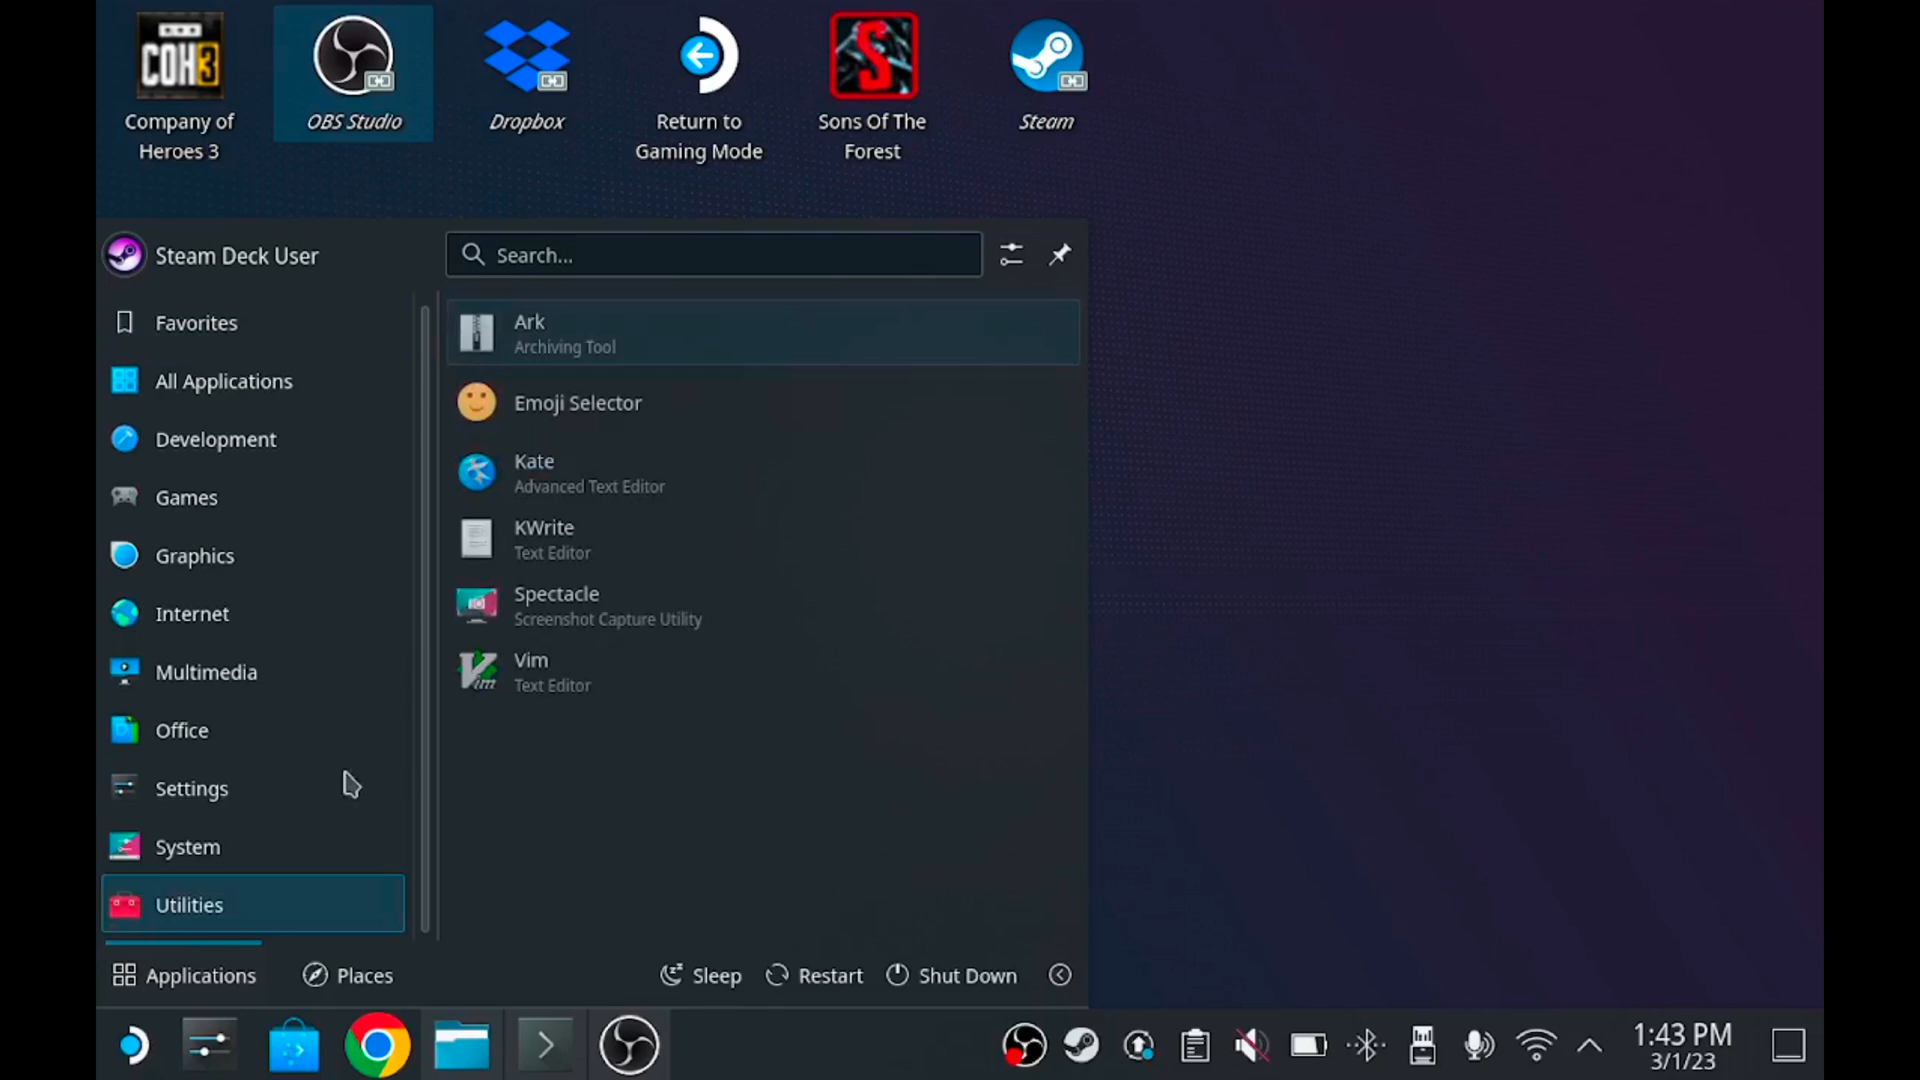 COH3
S
Company of
Heroes 3
OBS Studio
Dropbox
Return to
Gaming Mode
Sons Of The
Forest
Steam
Steam Deck User
Search...
Favorites
All Applications
Development
Games
Graphics
Internet
Multimedia
Office
Settings
System
Utilities
Ark
Archiving Tool
Emoji Selector
Kate
Advanced Text Editor
KWrite
Text Editor
Spectacle
Screenshot Capture Utility
Vim
Vim
Text Editor
Applications
Places
Sleep
Restart
Shut Down
1:43 PM
3/1/23